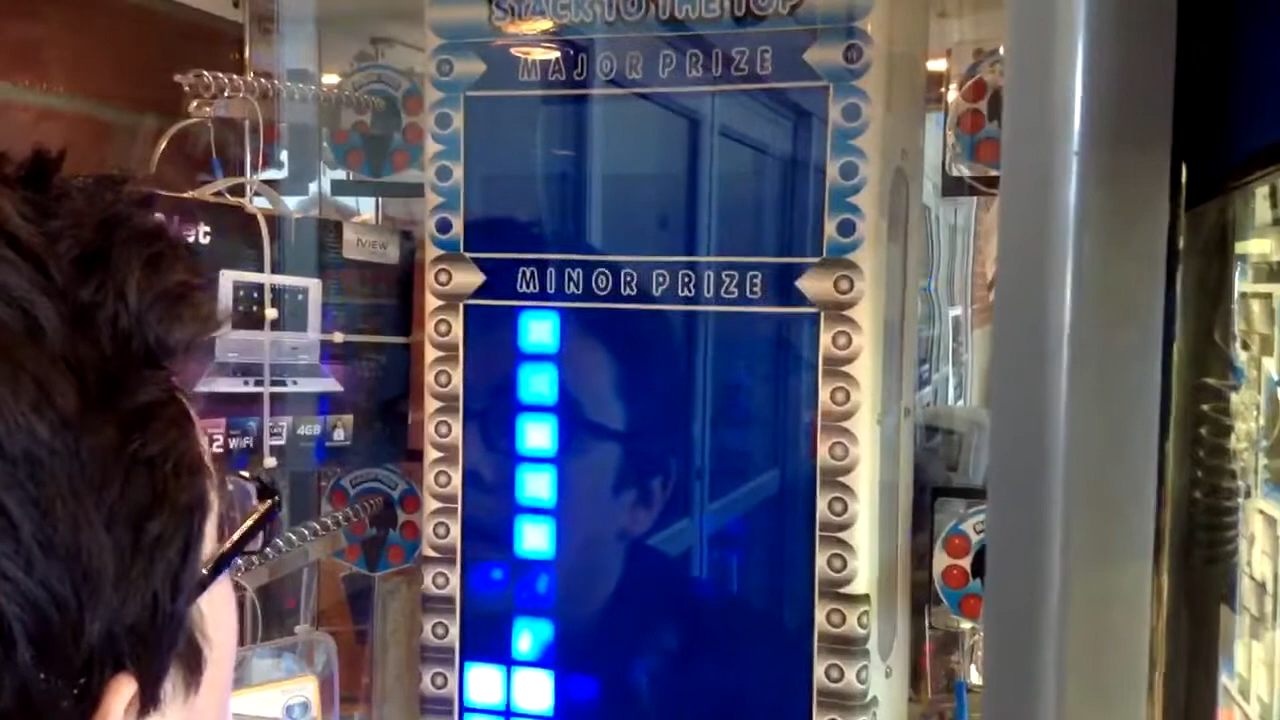 STACK TO THE TOP
MAJOR PRIZE
MINOR PRIZE
iVIEW
WiFi
4GB